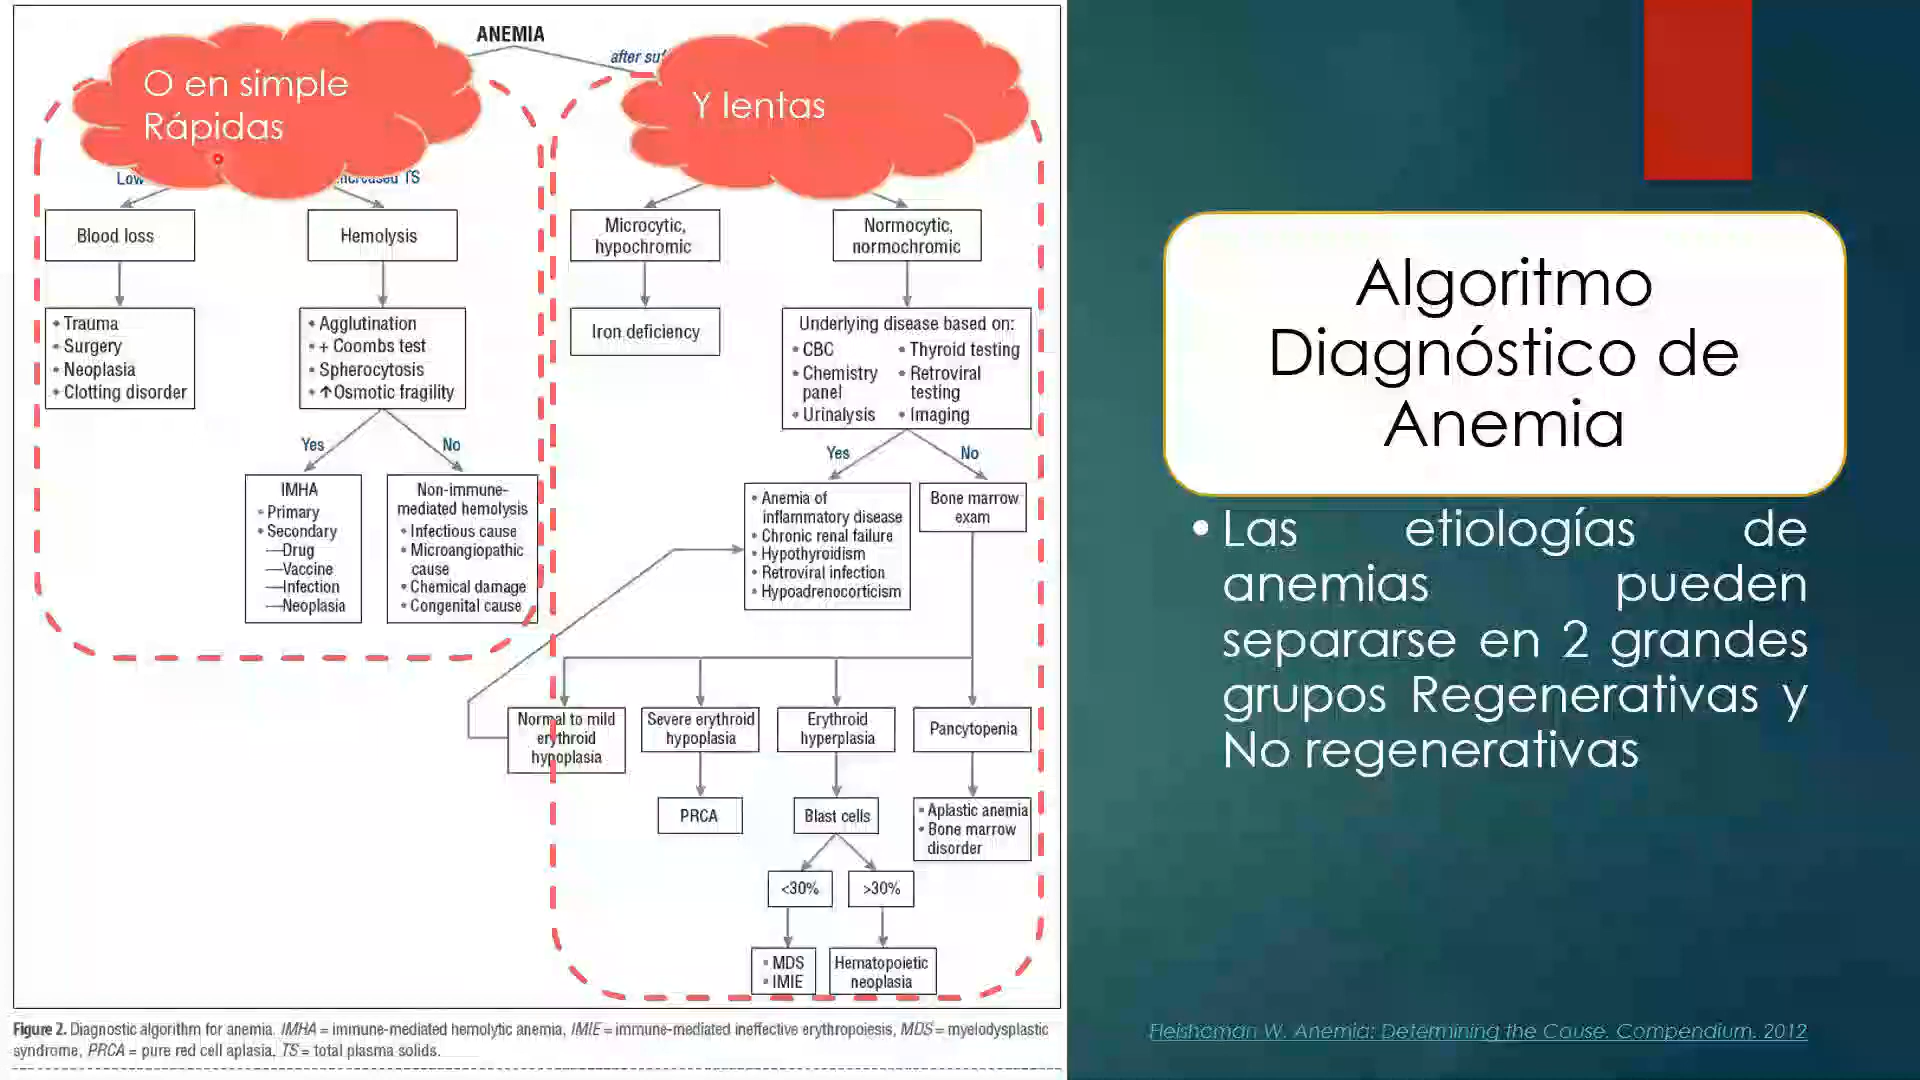 ANEMIA
after
O en simple
Rápidas
Y lentas
Low
Increased TS
Blood loss
Hemolysis
Microcytic,
hypochromic
Normocytic,
normochromic
• Trauma
• Surgery
• Neoplasia
• Clotting disorder
• Agglutination
• + Coombs test
• Spherocytosis
• ↑Osmotic fragility
Iron deficiency
Underlying disease based on:
• CBC
• Chemistry
panel
• Urinalysis
• Thyroid testing
• Retroviral
testing
• Imaging
Yes
No
Yes
No
IMHA
• Primary
• Secondary
—Drug
—Vaccine
—Infection
—Neoplasia
Non-immune-
mediated hemolysis
• Infectious cause
• Microangiopathic
cause
• Chemical damage
• Congenital cause
• Anemia of
inflammatory disease
• Chronic renal failure
• Hypothyroidism
• Retroviral infection
• Hypoadrenocorticism
Bone marrow
exam
Normal to mild
erythroid
hypoplasia
Severe erythroid
hypoplasia
Erythroid
hyperplasia
Pancytopenia
PRCA
Blast cells
• Aplastic anemia
• Bone marrow
disorder
<30%
>30%
• MDS
• IMIE
Hematopoietic
neoplasia
Figure 2. Diagnostic algorithm for anemia. IMHA = immune-mediated hemolytic anemia, IMIE = immune-mediated ineffective erythropoiesis, MDS = myelodysplastic
syndrome, PRCA = pure red cell aplasia, TS = total plasma solids.
Algoritmo
Diagnóstico de
Anemia
• Las etiologías de
anemias pueden
separarse en 2 grandes
grupos Regenerativas y
No regenerativas
Fleishcman W. Anemia: Determining the Cause. Compendium. 2012